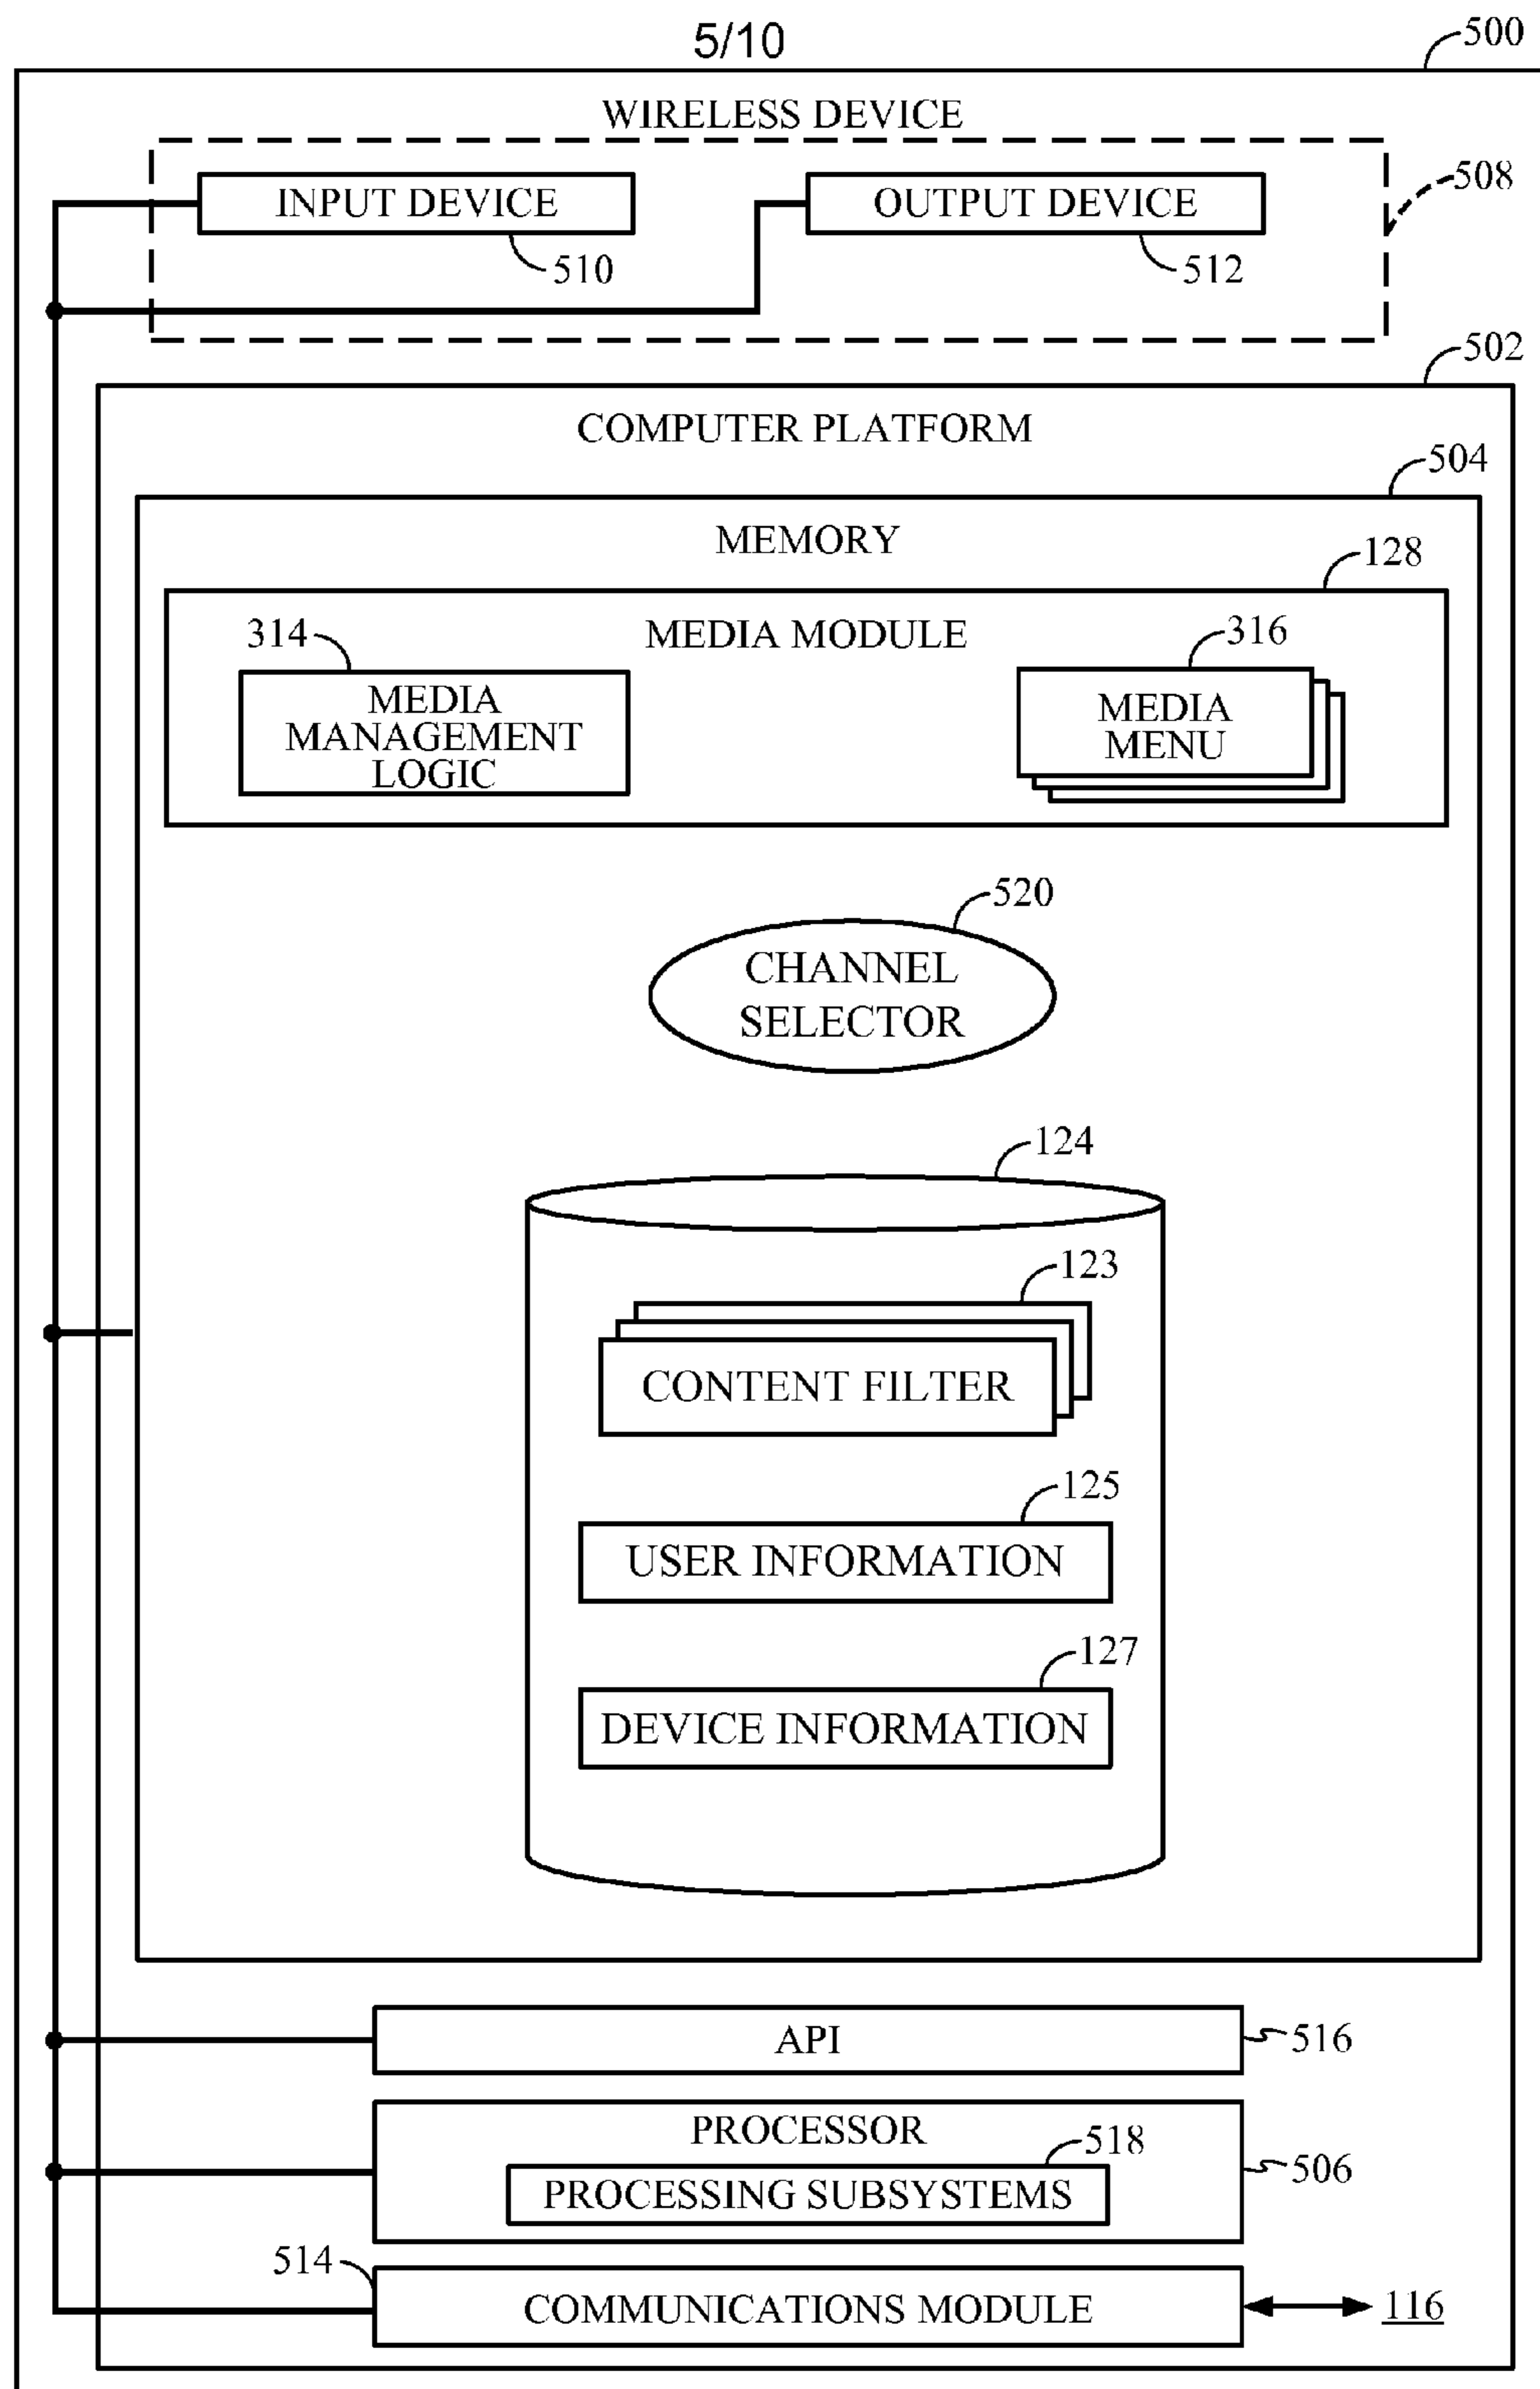 5/10
500
WIRELESS DEVICE
508
INPUT DEVICE
OUTPUT DEVICE
510
512
502
COMPUTER PLATFORM
504
MEMORY
128
314
MEDIA MODULE
316
MEDIA
MANAGEMENT
LOGIC
MEDIA
MENU
520
CHANNEL
SELECTOR
124
123
CONTENT FILTER
125
USER INFORMATION
127
DEVICE INFORMATION
API
516
PROCESSOR
518
PROCESSING SUBSYSTEMS
506
514
COMMUNICATIONS MODULE
116